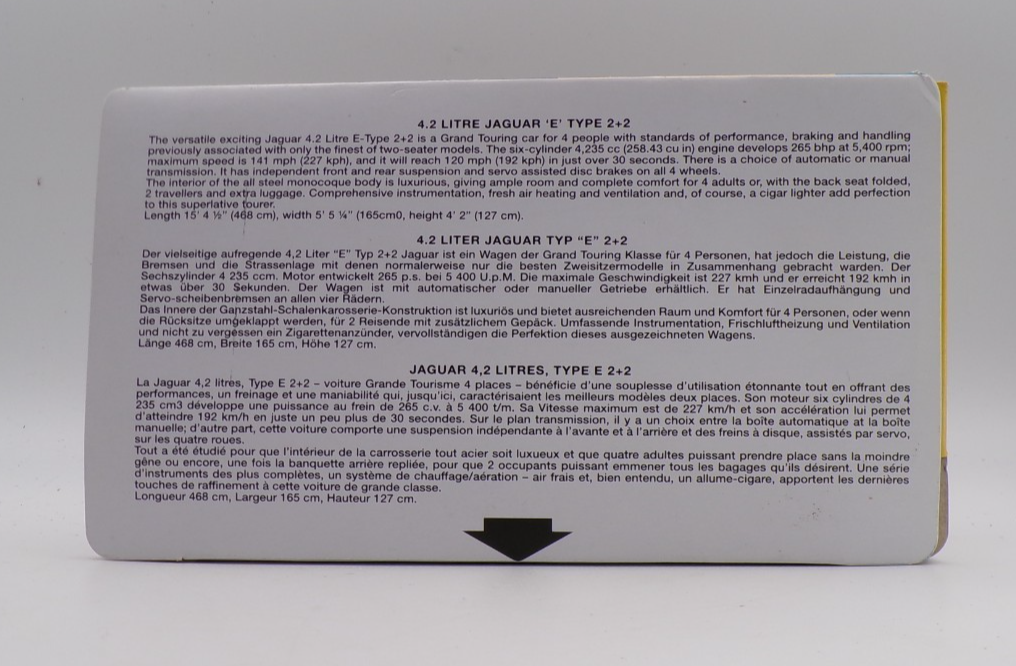 4.2 LITRE JAGUAR 'E' TYPE 2+2
The versatile exciting Jaguar 4.2 Litre E-Type 2+2 is a Grand Touring car for 4 people with standards of performance, braking and handling
previously associated with only the finest of two-seater models. The six-cylinder 4,235 cc (258.43 cu in) engine develops 265 bhp at 5,400 rpm;
maximum speed is 141 mph (227 kph), and it will reach 120 mph (192 kph) in just over 30 seconds. There is a choice of automatic or manual
transmission. It has independent front and rear suspension and servo assisted disc brakes on all 4 wheels.
The interior of the all steel monocoque body is luxurious, giving ample room and complete comfort for 4 adults or, with the back seat folded,
2 travellers and extra luggage. Comprehensive instrumentation, fresh air heating and ventilation and, of course, a cigar lighter add perfection
to this superlative tourer.
Length 15' 4 ½" (468 cm), width 5' 5 ¼" (165cm0, height 4' 2" (127 cm).
4.2 LITER JAGUAR TYP "E" 2+2
Der vielseitige aufregende 4,2 Liter "E" Typ 2+2 Jaguar ist ein Wagen der Grand Touring Klasse für 4 Personen, hat jedoch die Leistung, die
Bremsen und die Strassenlage mit denen normalerweise nur die besten Zweisitzermodelle in Zusammenhang gebracht warden. Der
Sechszylinder 4 235 ccm. Motor entwickelt 265 p.s. bei 5 400 U.p.M. Die maximale Geschwindigkeit ist 227 kmh und er erreicht 192 kmh in
etwas über 30 Sekunden. Der Wagen ist mit automatischer oder manueller Getriebe erhältlich. Er hat Einzelradaufhängung und
Servo-scheibenbremsen an allen vier Rädern.
Das Innere der Ganzstahl-Schalenkarosserie-Konstruktion ist luxuriös und bietet ausreichenden Raum und Komfort für 4 Personen, oder wenn
die Rücksitze umgeklappt werden, für 2 Reisende mit zusätzlichem Gepäck. Umfassende Instrumentation, Frischluftheizung und Ventilation
und nicht zu vergessen ein Zigarettenanzünder, vervollständigen die Perfektion dieses ausgezeichneten Wagens.
Länge 468 cm, Breite 165 cm, Höhe 127 cm.
JAGUAR 4,2 LITRES, TYPE E 2+2
La Jaguar 4,2 litres, Type E 2+2 – voiture Grande Tourisme 4 places – bénéficie d'une souplesse d'utilisation étonnante tout en offrant des
performances, un freinage et une maniabilité qui, jusqu'ici, caractérisaient les meilleurs modèles deux places. Son moteur six cylindres de 4
235 cm3 développe une puissance au frein de 265 c.v. à 5 400 t/m. Sa Vitesse maximum est de 227 km/h et son accélération lui permet
d'atteindre 192 km/h en juste un peu plus de 30 secondes. Sur le plan transmission, il y a un choix entre la boîte automatique at la boîte
manuelle; d'autre part, cette voiture comporte une suspension indépendante à l'avante et à l'arrière et des freins à disque, assistés par servo,
sur les quatre roues.
Tout a été étudié pour que l'intérieur de la carrosserie tout acier soit luxueux et que quatre adultes puissant prendre place sans la moindre
gêne ou encore, une fois la banquette arrière repliée, pour que 2 occupants puissant emmener tous les bagages qu'ils désirent. Une série
d'instruments des plus complètes, un système de chauffage/aération – air frais et, bien entendu, un allume-cigare, apportent les dernières
touches de raffinement à cette voiture de grande classe.
Longueur 468 cm, Largeur 165 cm, Hauteur 127 cm.